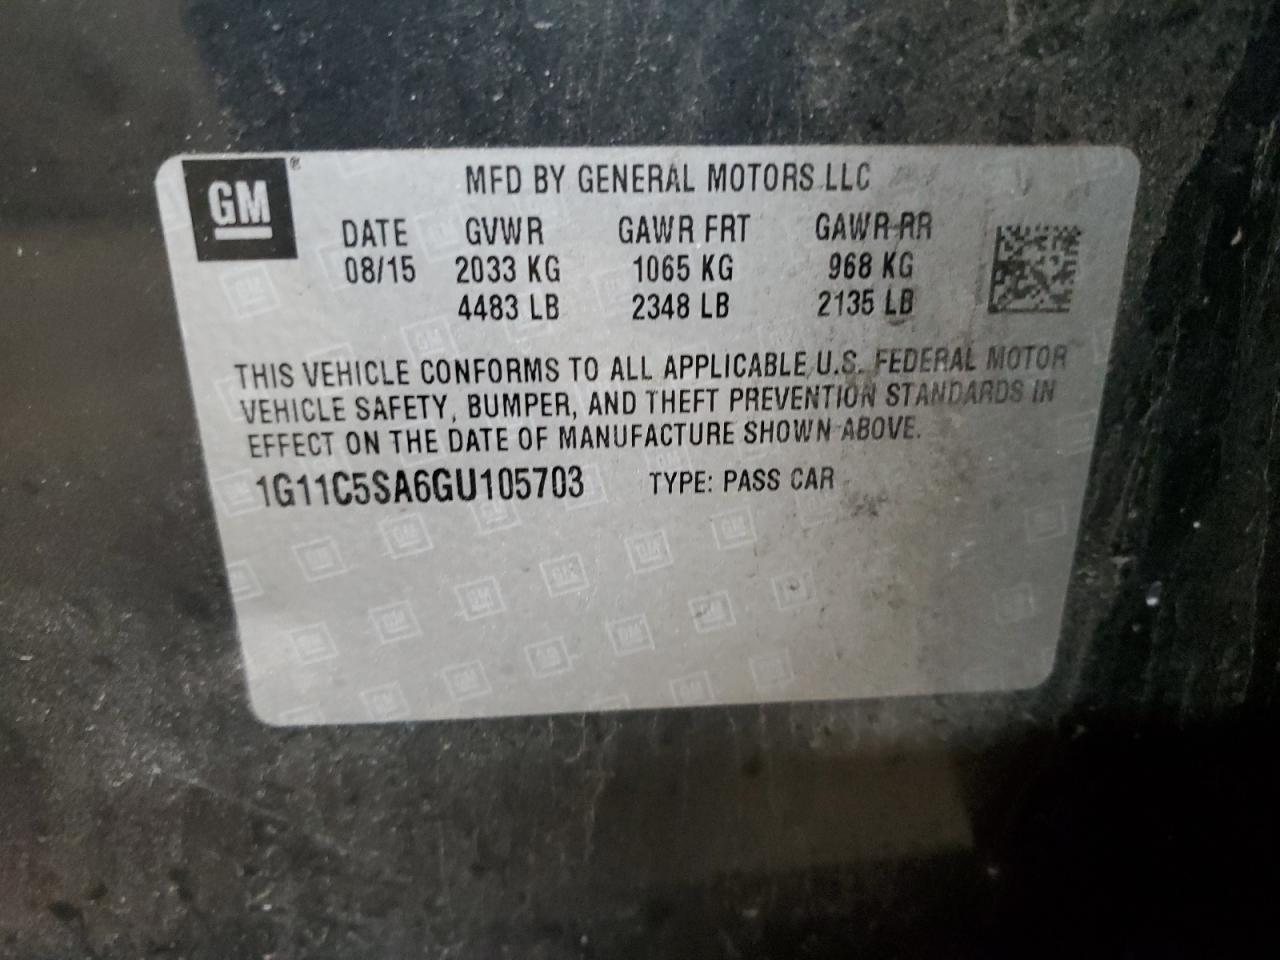 GM®
MFD BY GENERAL MOTORS LLC
DATE GVWR GAWR FRT GAWR RR
08/15 2033 KG 1065 KG 968 KG
4483 LB 2348 LB 2135 LB
THIS VEHICLE CONFORMS TO ALL APPLICABLE U.S. FEDERAL MOTOR
VEHICLE SAFETY, BUMPER, AND THEFT PREVENTION STANDARDS IN
EFFECT ON THE DATE OF MANUFACTURE SHOWN ABOVE.
1G11C5SA6GU105703 TYPE: PASS CAR